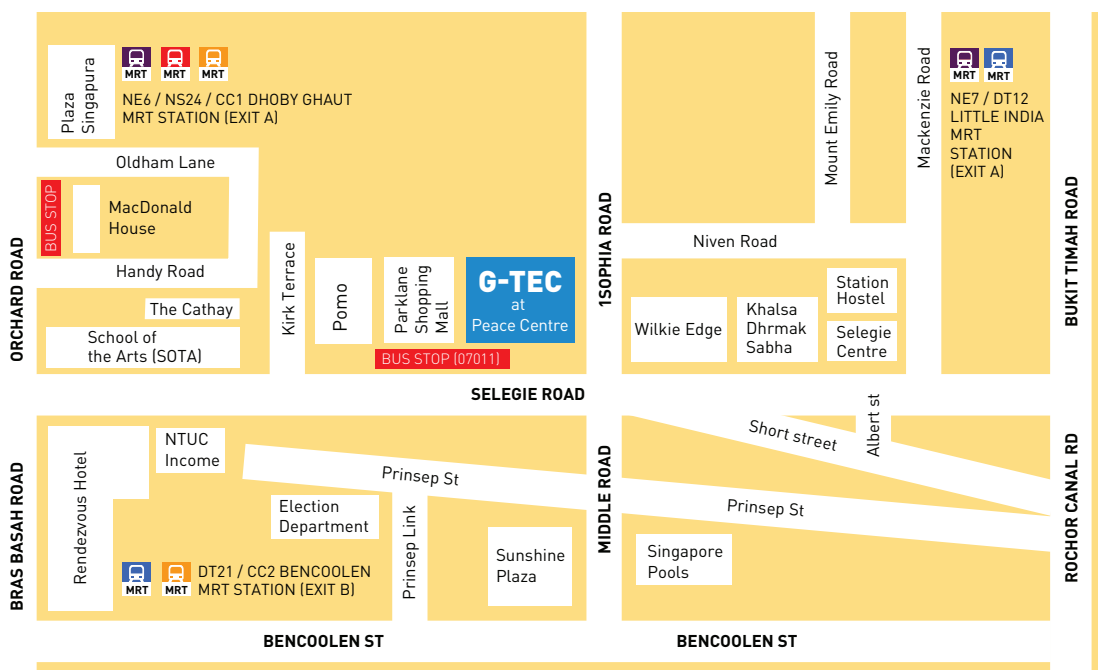 Plaza
Singapura
MRT
MRT
MRT
NE6 / NS24 / CC1 DHOBY GHAUT
MRT STATION (EXIT A)
Oldham Lane
BUS STOP
MacDonald
House
Handy Road
ORCHARD ROAD
The Cathay
School of
the Arts (SOTA)
Kirk Terrace
Pomo
Parklane
Shopping
Mall
G-TEC
at
Peace Centre
BUS STOP (07011)
1SOPHIA ROAD
Mount Emily Road
Mackenzie Road
MRT
MRT
NE7 / DT12
LITTLE INDIA
MRT
STATION
(EXIT A)
Niven Road
Wilkie Edge
Khalsa
Dhrmak
Sabha
Station
Hostel
Selegie
Centre
BUKIT TIMAH ROAD
SELEGIE ROAD
BRAS BASAH ROAD
Rendezvous Hotel
NTUC
Income
Prinsep St
Election
Department
Prinsep Link
MRT
MRT
DT21 / CC2 BENCOOLEN
MRT STATION (EXIT B)
Sunshine
Plaza
MIDDLE ROAD
Short street
Albert st
Prinsep St
Singapore
Pools
ROCHOR CANAL RD
BENCOOLEN ST
BENCOOLEN ST